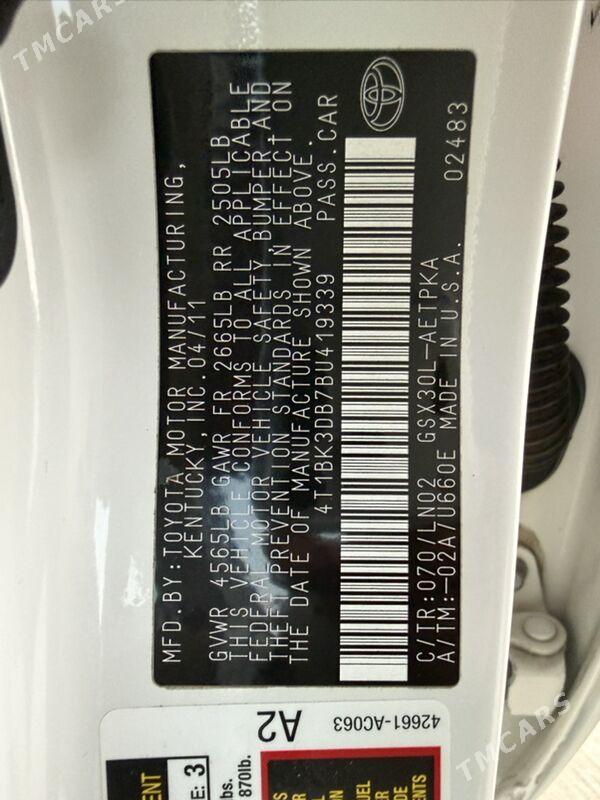 MFD.BY:TOYOTA MOTOR MANUFACTURING,
KENTUCKY, INC. 04/11
GVWR 4565LB GAWR FR 2665LB RR 2505LB
THIS VEHICLE CONFORMS TO ALL APPLICABLE
FEDERAL MOTOR VEHICLE SAFETY, BUMPER, AND
THEFT PREVENTION STANDARDS IN EFFECT ON
THE DATE OF MANUFACTURE SHOWN ABOVE.
4T1BK3DB7BU419339 PASS.CAR
C/TR:070/LN02 GSX30L-AETPKA
A/TM:-02A/U660E MADE IN U.S.A. 02483
42661-AC063
A2
E: 3
870lb.
TMCARS
TMCARS